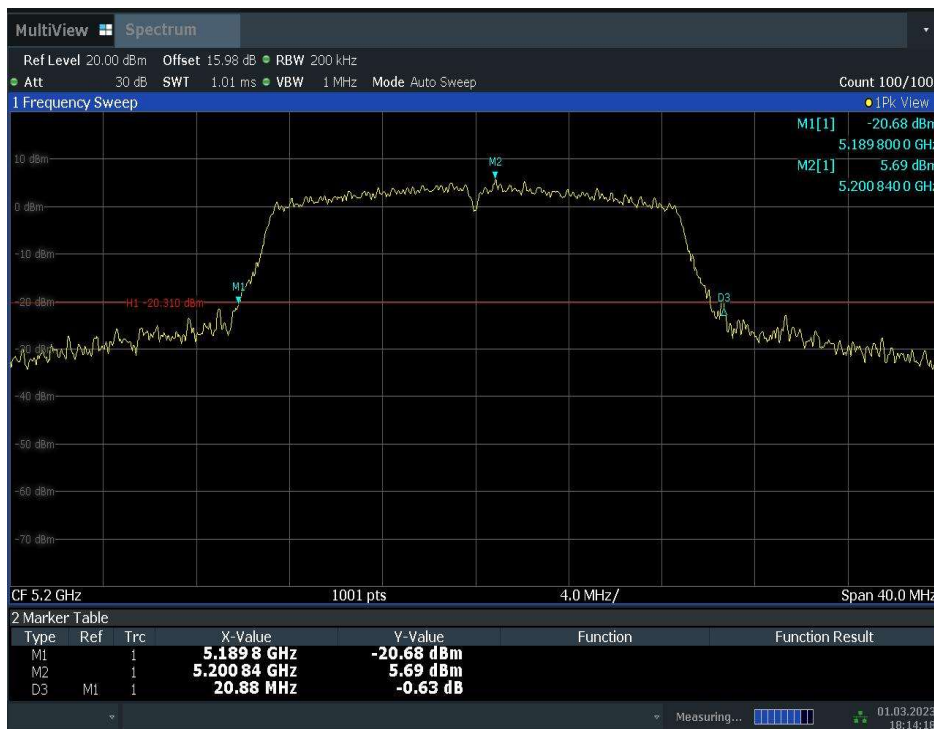 MultiView Spectrum
Ref Level 20.00 dBm Offset 15.98 dB RBW 200 kHz
Att 30 dB SWT 1.01 ms VBW 1 MHz Mode Auto Sweep Count 100/100
1 Frequency Sweep 1Pk View
M1[1] -20.68 dBm
5.189 800 0 GHz
M2[1] 5.69 dBm
5.200 840 0 GHz
10 dBm
M2
0 dBm
-10 dBm
M1
-20 dBm H1 -20.310 dBm D3
-30 dBm
-40 dBm
-50 dBm
-60 dBm
-70 dBm
CF 5.2 GHz 1001 pts 4.0 MHz/ Span 40.0 MHz
2 Marker Table
Type Ref Trc X-Value Y-Value Function Function Result
M1 1 5.189 8 GHz -20.68 dBm
M2 1 5.200 84 GHz 5.69 dBm
D3 M1 1 20.88 MHz -0.63 dB
Measuring... 01.03.2023
18:14:18